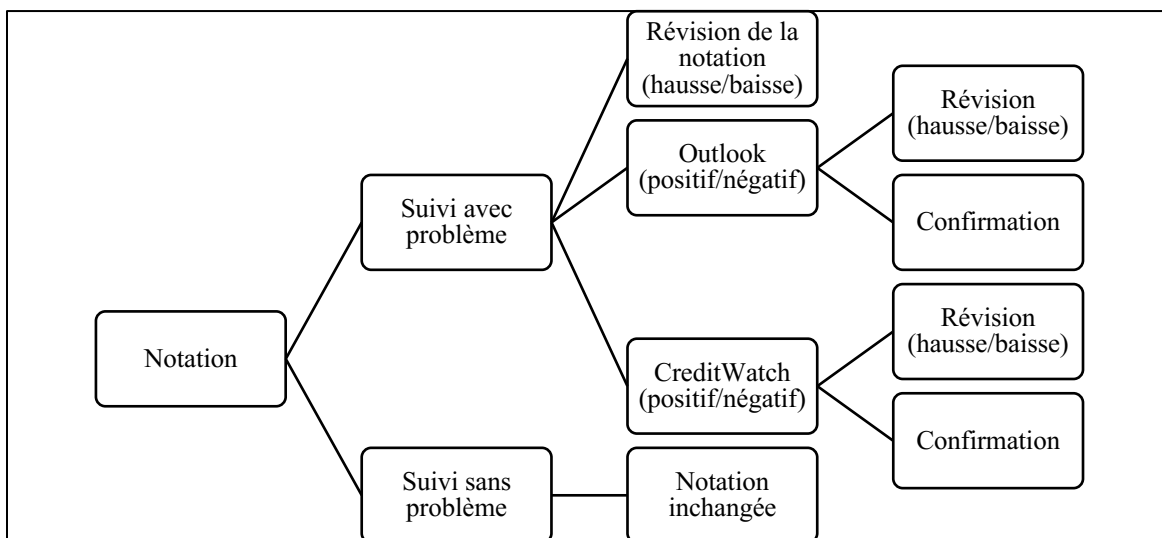 Révision de la
notation
(hausse/baisse)
Révision
(hausse/baisse)
Outlook
(positif/négatif)
Suivi avec
problème
Confirmation
Révision
(hausse/baisse)
Notation
CreditWatch
(positif/négatif)
Confirmation
Suivi sans
problème
Notation
inchangée